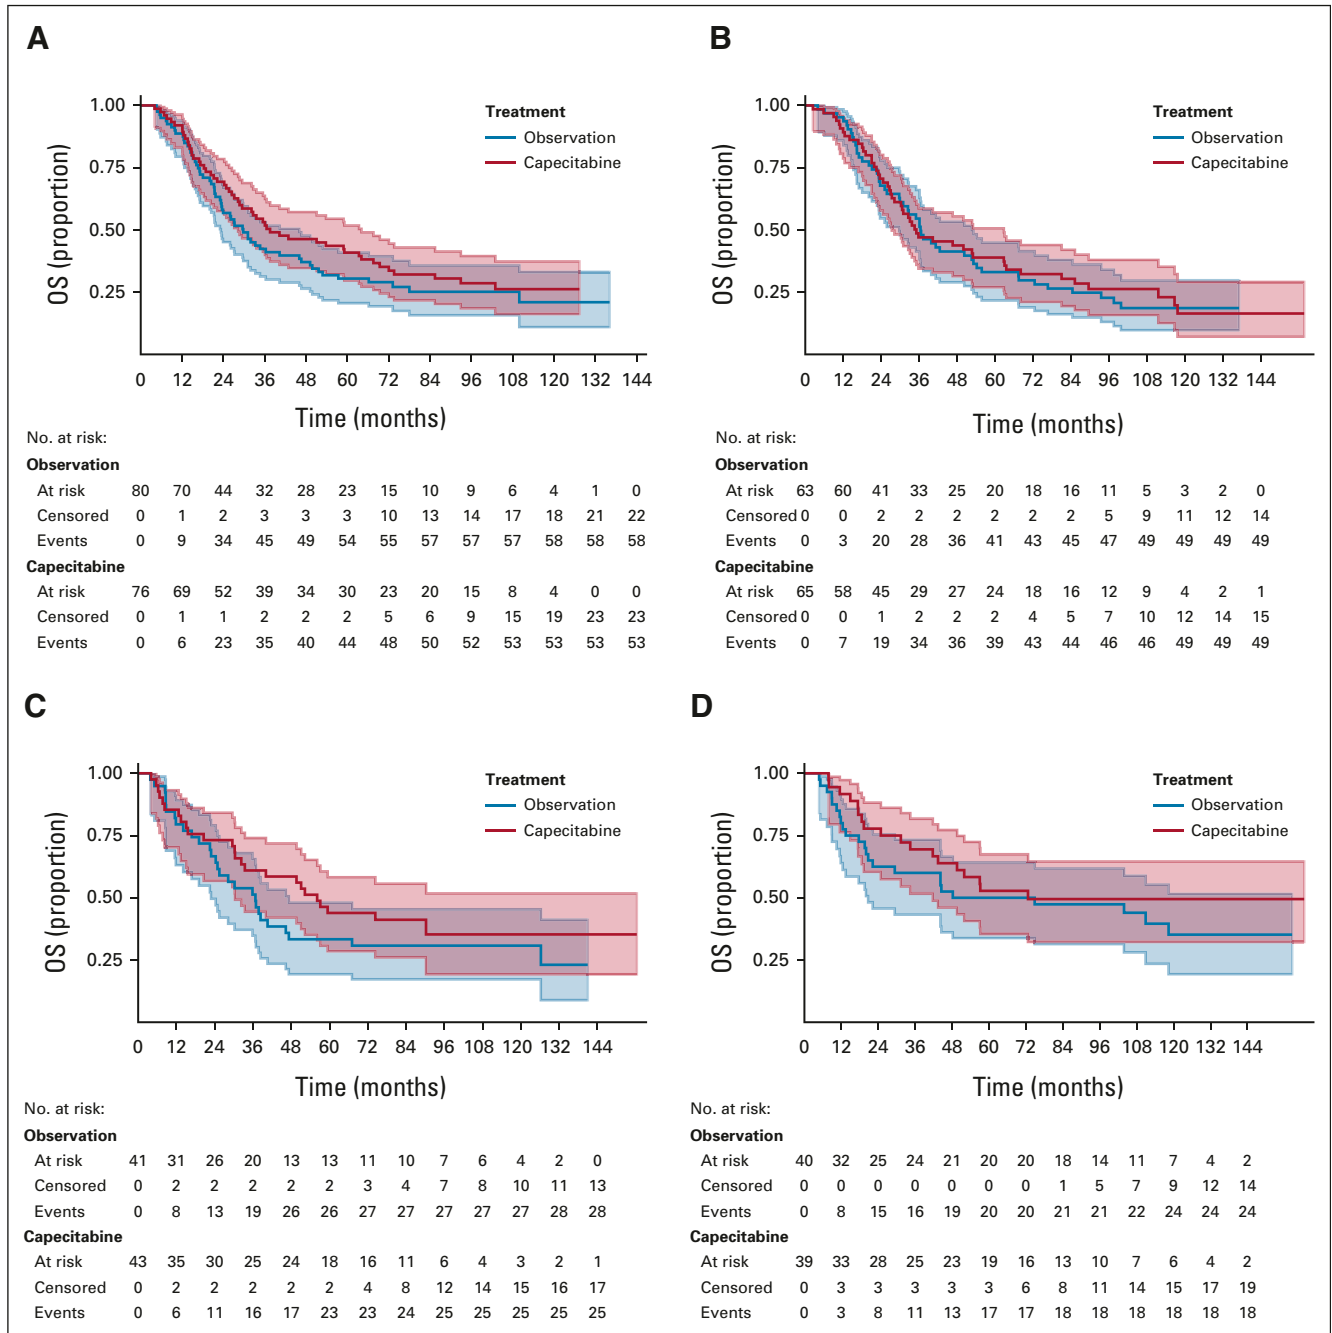 A
1.00
0.75
0.50
0.25
OS (proportion)
Treatment
Observation
Capecitabine
0 12 24 36 48 60 72 84 96 108 120 132 144
Time (months)
No. at risk:
Observation
At risk 80 70 44 32 28 23 15 10 9 6 4 1 0
Censored 0 1 2 3 3 3 10 13 14 17 18 21 22
Events 0 9 34 45 49 54 55 57 57 57 58 58 58
Capecitabine
At risk 76 69 52 39 34 30 23 20 15 8 4 0 0
Censored 0 1 1 2 2 2 5 6 9 15 19 23 23
Events 0 6 23 35 40 44 48 50 52 53 53 53 53
B
1.00
0.75
0.50
0.25
OS (proportion)
Treatment
Observation
Capecitabine
0 12 24 36 48 60 72 84 96 108 120 132 144
Time (months)
No. at risk:
Observation
At risk 63 60 41 33 25 20 18 16 11 5 3 2 0
Censored 0 0 2 2 2 2 2 2 5 9 11 12 14
Events 0 3 20 28 36 41 43 45 47 49 49 49 49
Capecitabine
At risk 65 58 45 29 27 24 18 16 12 9 4 2 1
Censored 0 0 1 2 2 2 4 5 7 10 12 14 15
Events 0 7 19 34 36 39 43 44 46 46 49 49 49
C
1.00
0.75
0.50
0.25
OS (proportion)
Treatment
Observation
Capecitabine
0 12 24 36 48 60 72 84 96 108 120 132 144
Time (months)
No. at risk:
Observation
At risk 41 31 26 20 13 13 11 10 7 6 4 2 0
Censored 0 2 2 2 2 2 3 4 7 8 10 11 13
Events 0 8 13 19 26 26 27 27 27 27 27 28 28
Capecitabine
At risk 43 35 30 25 24 18 16 11 6 4 3 2 1
Censored 0 2 2 2 2 2 4 8 12 14 15 16 17
Events 0 6 11 16 17 23 23 24 25 25 25 25 25
D
1.00
0.75
0.50
0.25
OS (proportion)
Treatment
Observation
Capecitabine
0 12 24 36 48 60 72 84 96 108 120 132 144
Time (months)
No. at risk:
Observation
At risk 40 32 25 24 21 20 20 18 14 11 7 4 2
Censored 0 0 0 0 0 0 0 1 5 7 9 12 14
Events 0 8 15 16 19 20 20 21 21 22 24 24 24
Capecitabine
At risk 39 33 28 25 23 19 16 13 10 7 6 4 2
Censored 0 3 3 3 3 3 6 8 11 14 15 17 19
Events 0 3 8 11 13 17 17 18 18 18 18 18 18